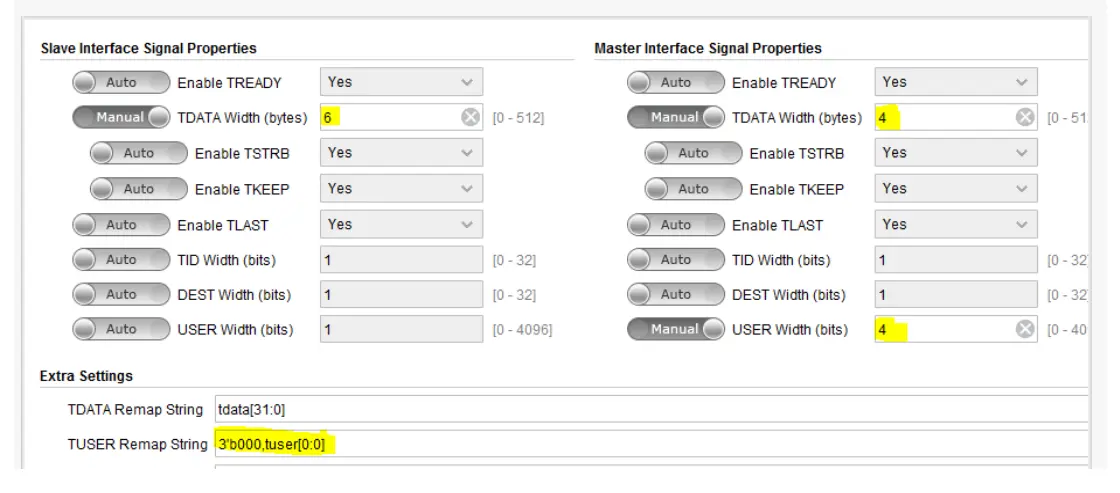 Slave Interface Signal Properties Master Interface Signal Properties
Auto Enable TREADY Yes Auto Enable TREADY Yes
Manual TDATA Width (bytes) 6 [0 - 512] Manual TDATA Width (bytes) 4 [0 - 51
Auto Enable TSTRB Yes Auto Enable TSTRB Yes
Auto Enable TKEEP Yes Auto Enable TKEEP Yes
Auto Enable TLAST Yes Auto Enable TLAST Yes
Auto TID Width (bits) 1 [0 - 32] Auto TID Width (bits) 1 [0 - 32]
Auto DEST Width (bits) 1 [0 - 32] Auto DEST Width (bits) 1 [0 - 32]
Auto USER Width (bits) 1 [0 - 4096] Manual USER Width (bits) 4 [0 - 40
Extra Settings
TDATA Remap String tdata[31:0]
TUSER Remap String 3'b000,tuser[0:0]